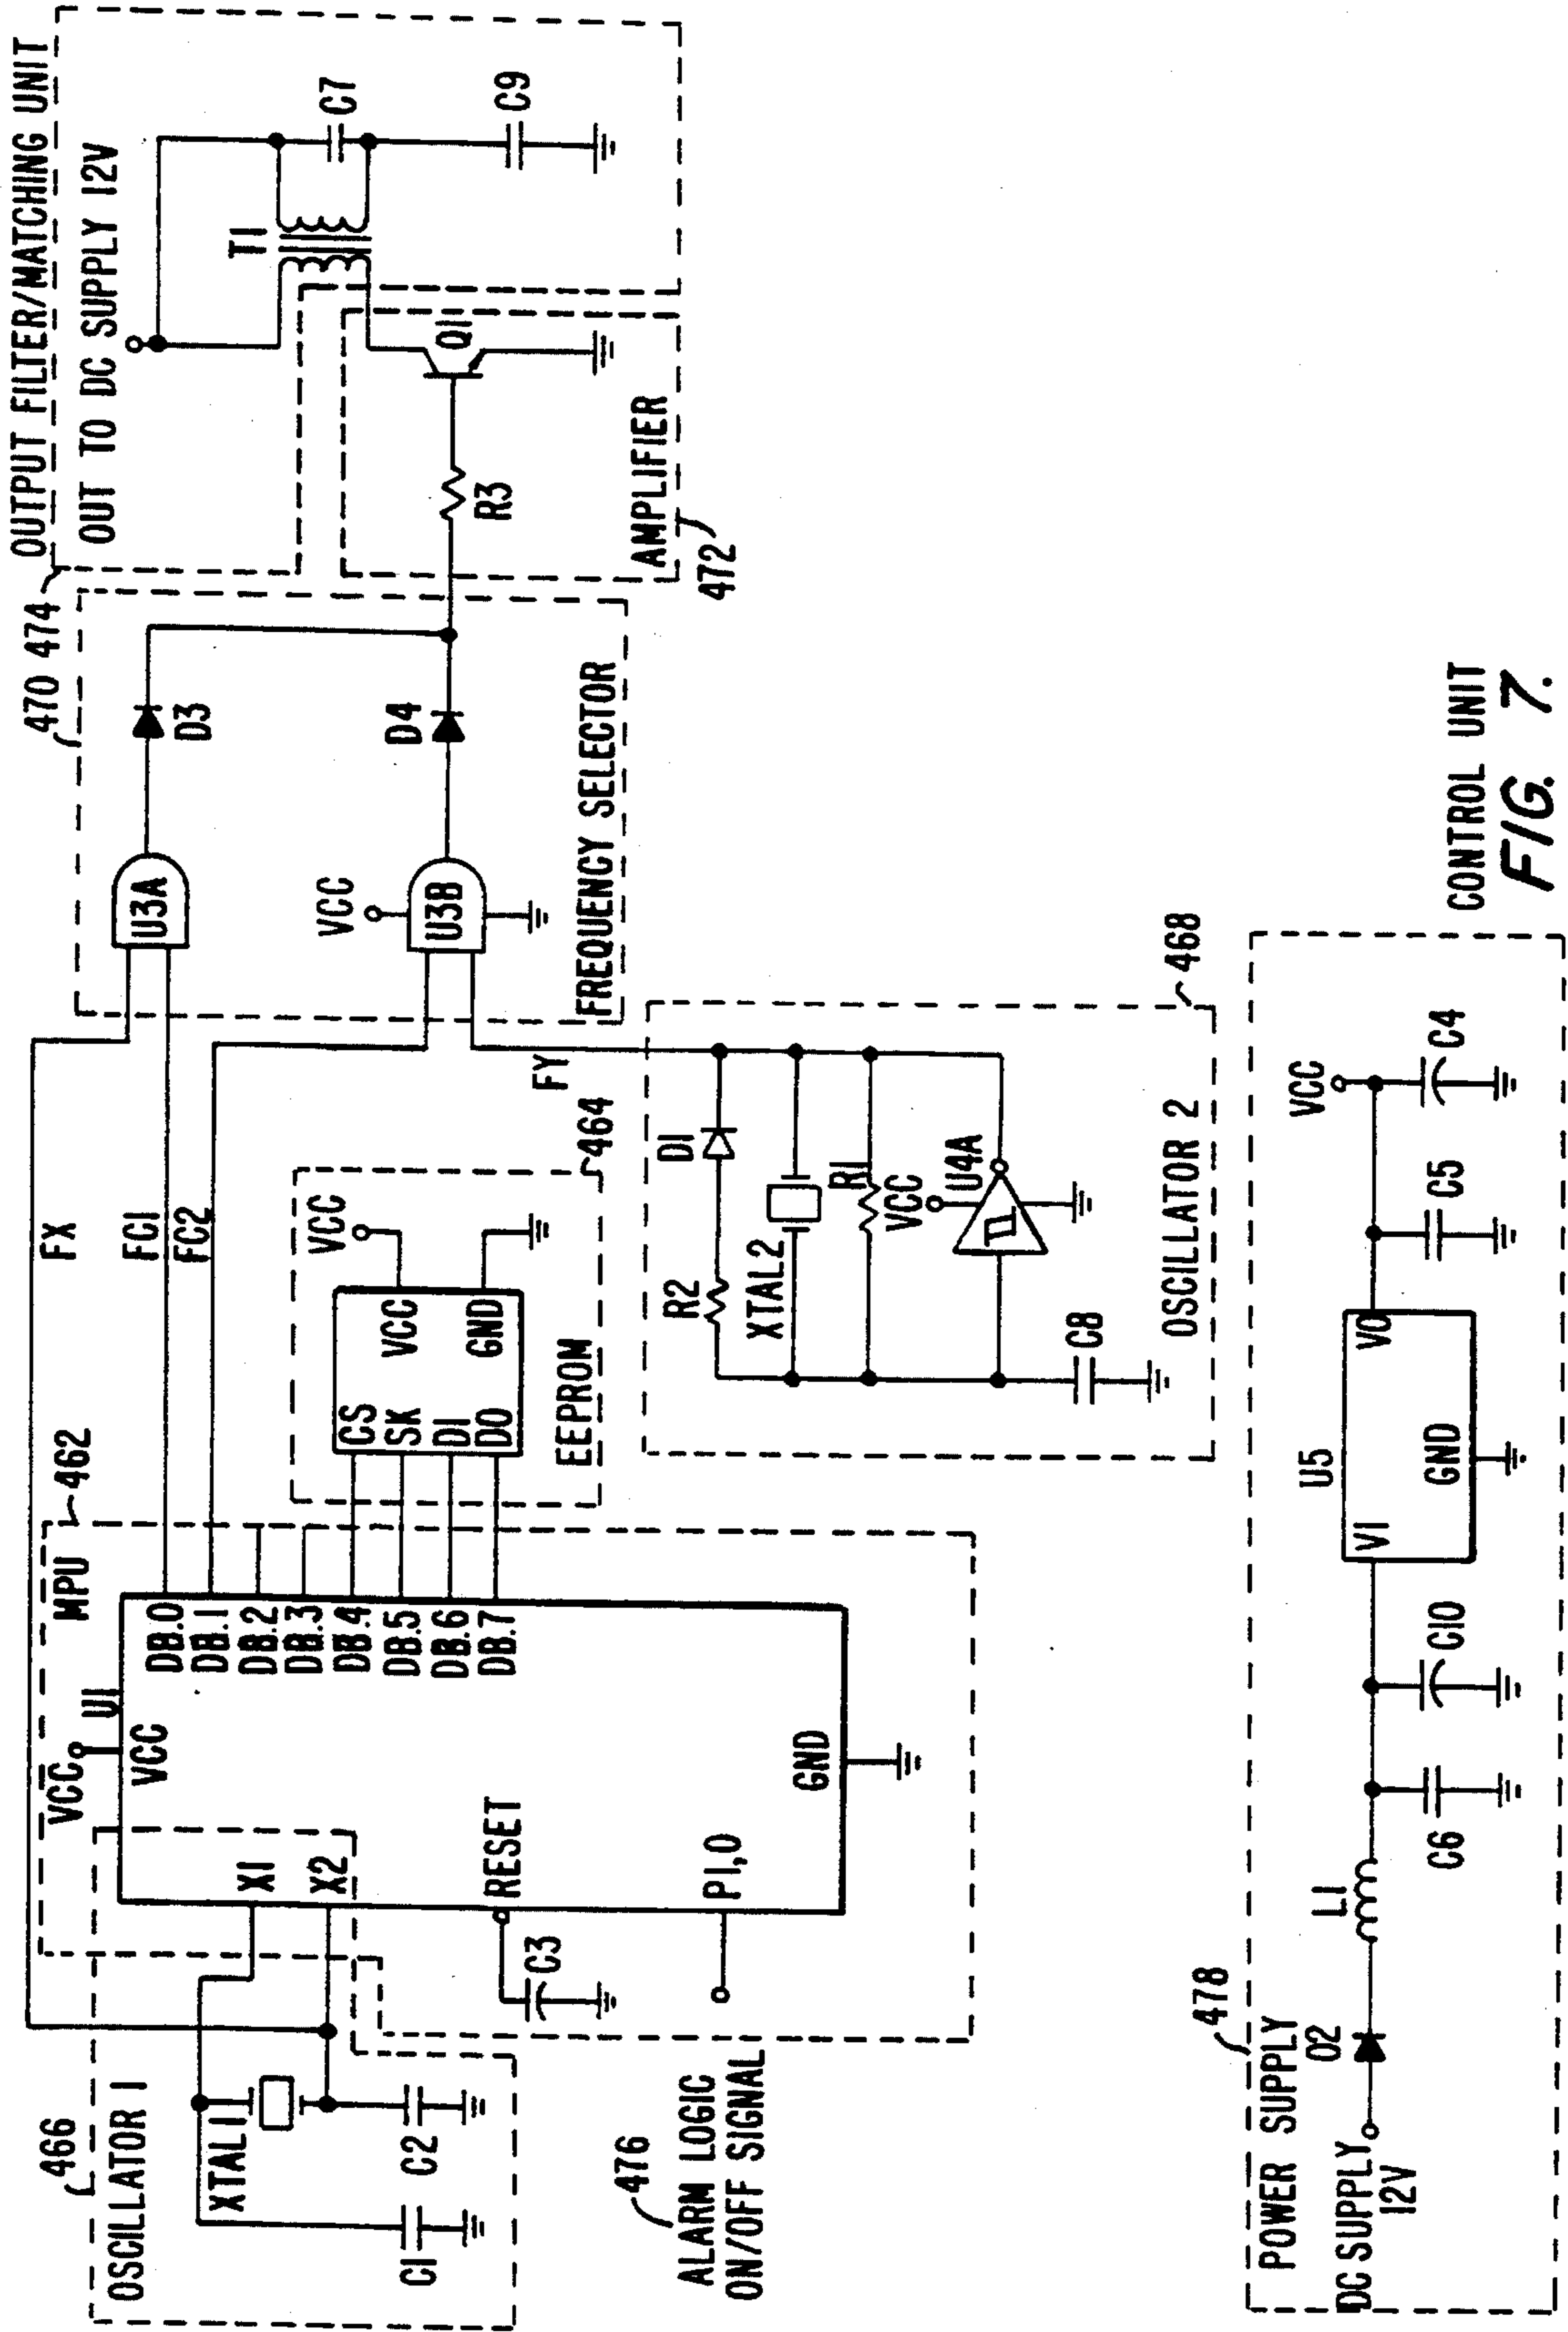 466
OSCILLATOR 1
XTAL1
C1
C2
462
MPU
VCC
U1
VCC
X1
X2
RESET
C3
P1,0
GND
DB.0
DB.1
DB.2
DB.3
DB.4
DB.5
DB.6
DB.7
476
ALARM LOGIC
ON/OFF SIGNAL
FX
FC1
FC2
464
VCC
CS
SK
DI
DO
VCC
GND
EEPROM
FY
468
D1
R2
XTAL2
R1
VCC
U4A
C8
OSCILLATOR 2
470
U3A
D3
VCC
U3B
D4
FREQUENCY SELECTOR
474
OUTPUT FILTER/MATCHING UNIT
OUT TO DC SUPPLY 12V
T1
C7
C9
Q1
R3
AMPLIFIER
472
478
POWER SUPPLY
DC SUPPLY
12V
02
L1
C6
C10
U5
VI
VO
GND
VCC
C5
C4
CONTROL UNIT
FIG. 7.